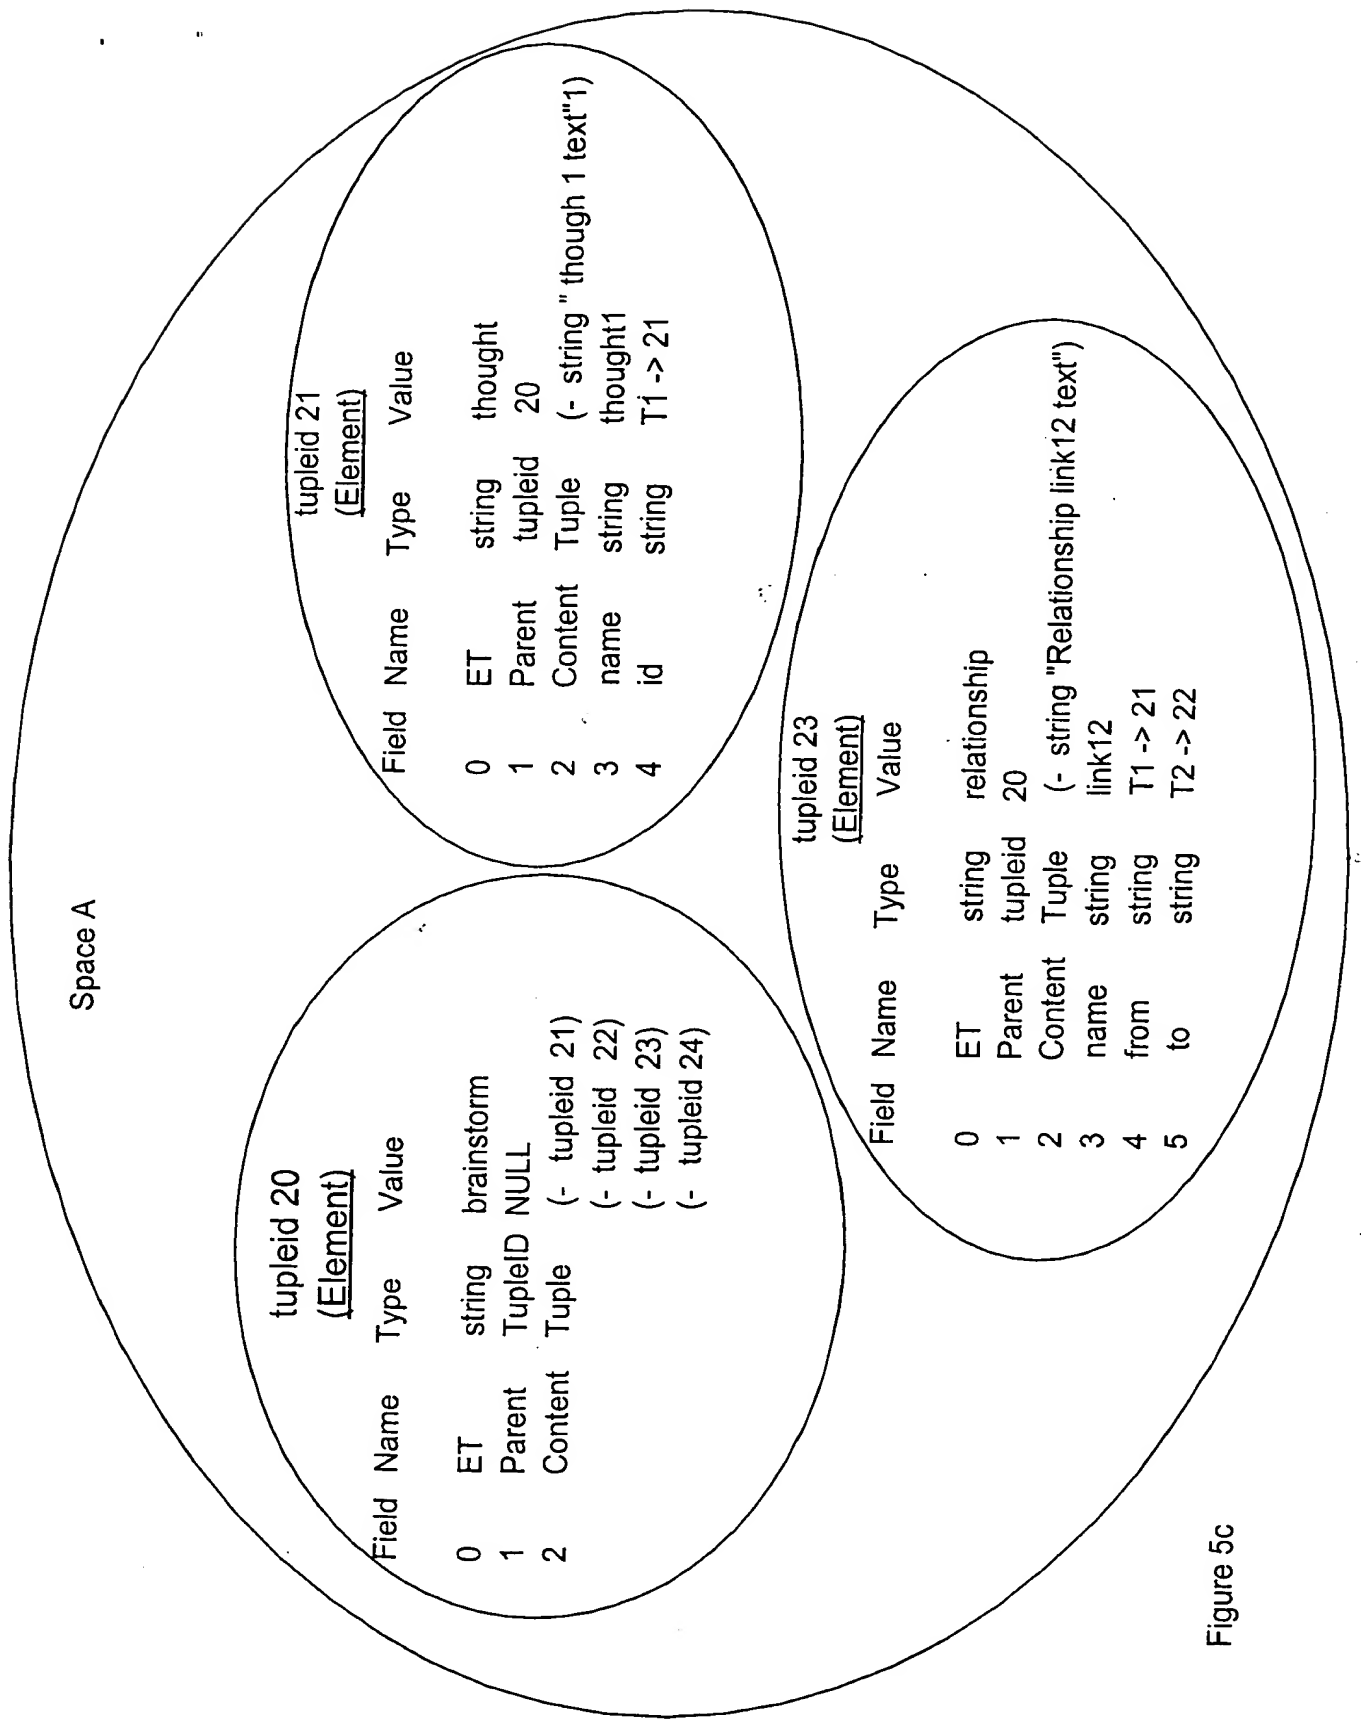 Space A
tupleid 20
(Element)
Field Name Type Value
0 ET string brainstorm
1 Parent TupleID NULL
2 Content Tuple (- tupleid 21)
(- tupleid 22)
(- tupleid 23)
(- tupleid 24)
tupleid 21
(Element)
Field Name Type Value
0 ET string thought
1 Parent tupleid 20
2 Content Tuple (- string " though 1 text"1)
3 name string thought1
4 id string T1 -> 21
tupleid 23
(Element)
Field Name Type Value
0 ET string relationship
1 Parent tupleid 20
2 Content Tuple (- string "Relationship link12 text")
3 name string link12
4 from string T1 -> 21
5 to string T2 -> 22
Figure 5c